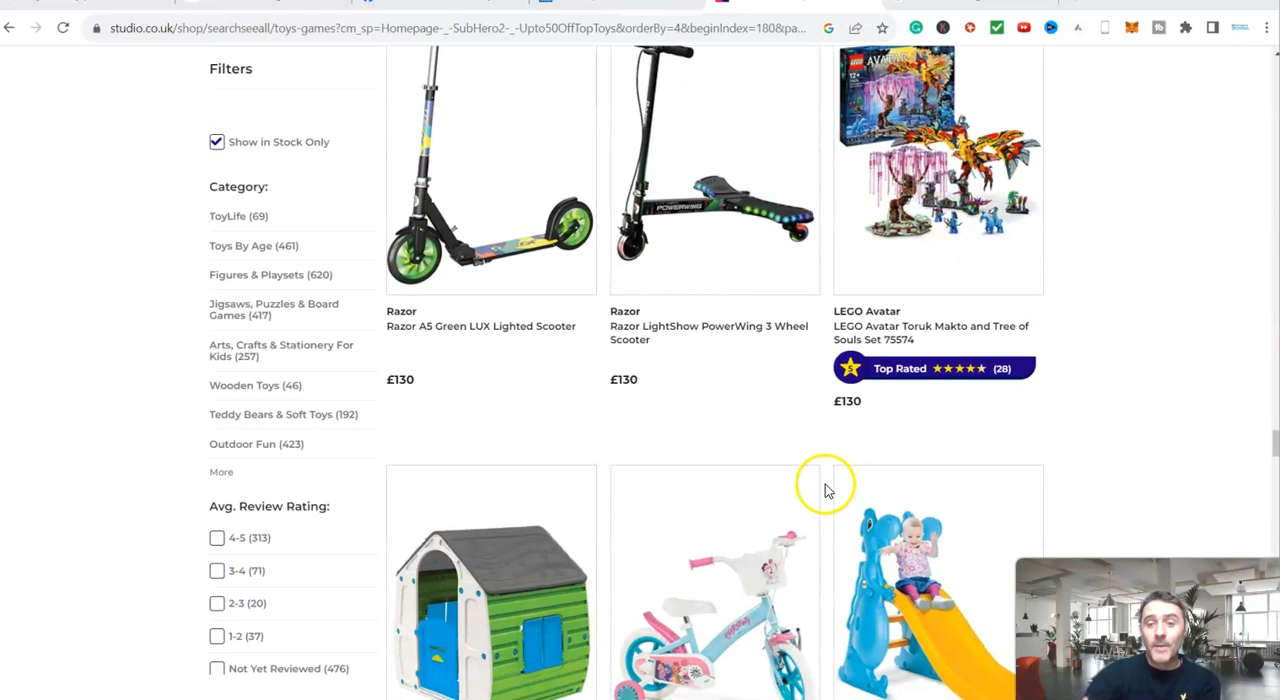 studio.co.uk/shop/searchseeall/toys-games?cm_sp=Homepage-_-SubHero2-_-Upto50OffTopToys&orderBy=4&beginIndex=180&pa...
Filters
Show in Stock Only
Category:
ToyLife (69)
Toys By Age (461)
Figures & Playsets (620)
Jigsaws, Puzzles & Board
Games (417)
Arts, Crafts & Stationery For
Kids (257)
Wooden Toys (46)
Teddy Bears & Soft Toys (192)
Outdoor Fun (423)
More
Avg. Review Rating:
4-5 (313)
3-4 (71)
2-3 (20)
1-2 (37)
Not Yet Reviewed (476)
POWERWING
LEGO AVATAR
Razor
Razor A5 Green LUX Lighted Scooter
£130
Razor
Razor LightShow PowerWing 3 Wheel
Scooter
£130
LEGO Avatar
LEGO Avatar Toruk Makto and Tree of
Souls Set 75574
5 Top Rated (28)
£130